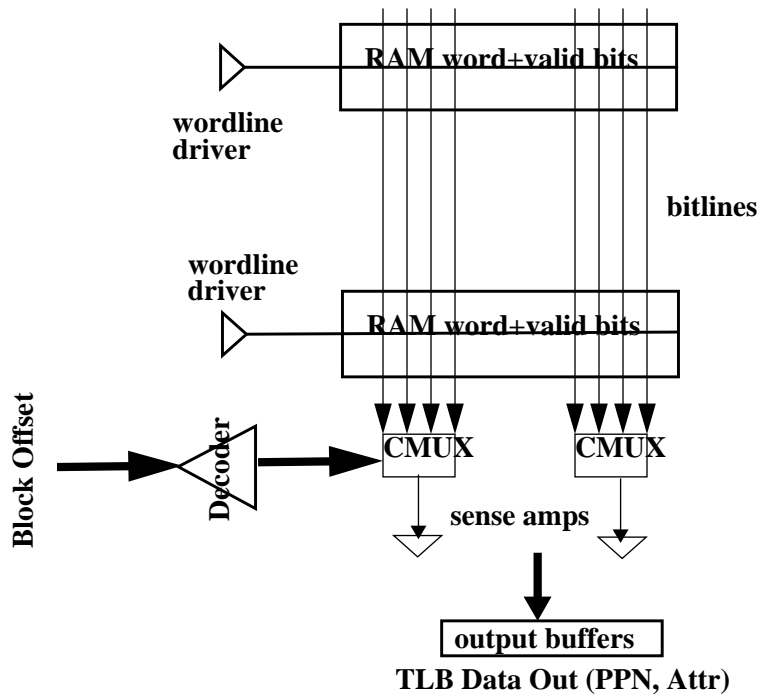 RAM word+valid bits
wordline
driver
bitlines
wordline
driver
RAM word+valid bits
Block Offset
Decoder
CMUX
CMUX
sense amps
output buffers
TLB Data Out (PPN, Attr)